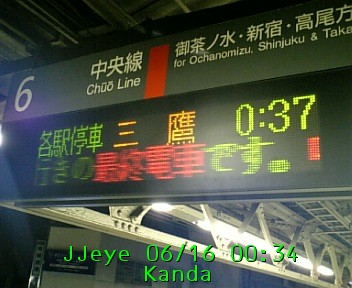 6 中央線 御茶ノ水・新宿・高尾方
Chūō Line for Ochanomizu, Shinjuku & Taka
各駅停車 三鷹 0:37
行きの最終電車です。
JJeye 06/16 00:34
Kanda